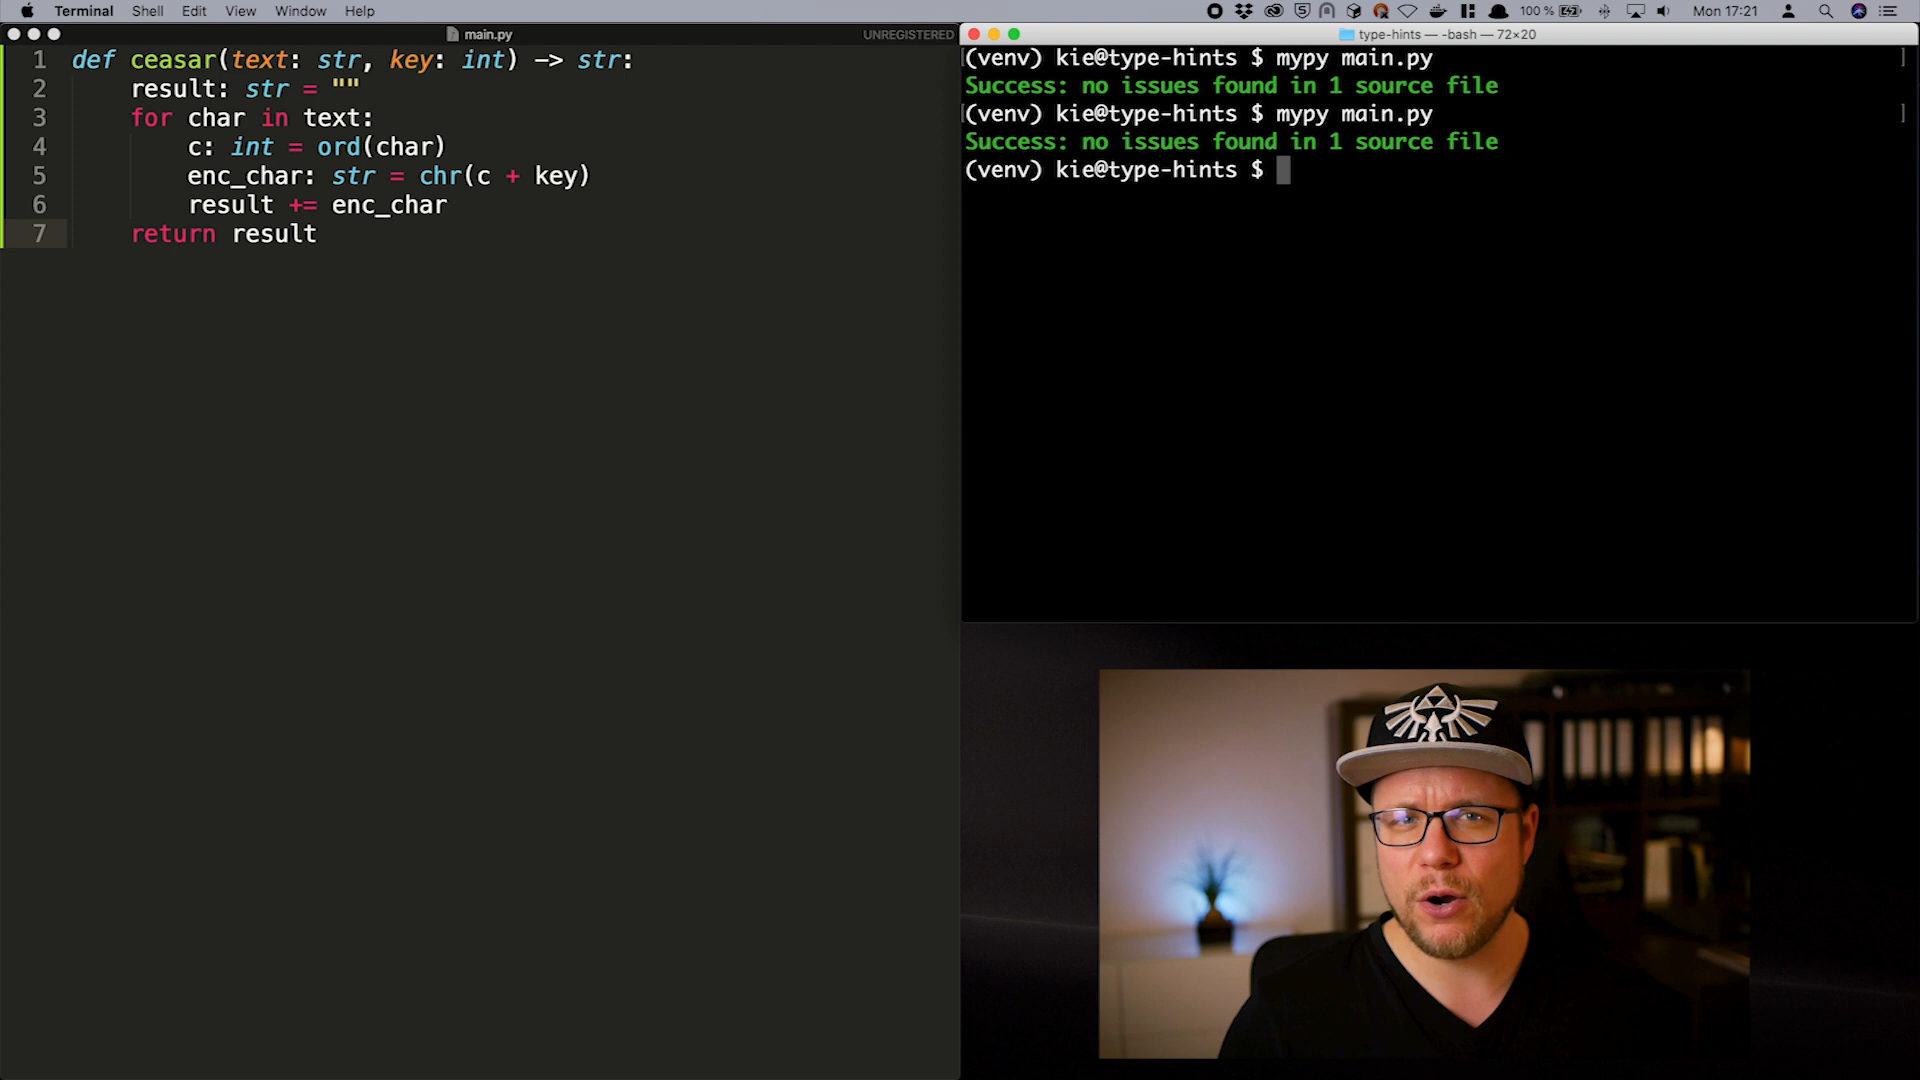 Terminal Shell Edit View Window Help 100 % Mon 17:21
main.py UNREGISTERED
1 def ceasar(text: str, key: int) -> str:
2 result: str = ""
3 for char in text:
4 c: int = ord(char)
5 enc_char: str = chr(c + key)
6 result += enc_char
7 return result
type-hints — -bash — 72×20
(venv) kie@type-hints $ mypy main.py
Success: no issues found in 1 source file
(venv) kie@type-hints $ mypy main.py
Success: no issues found in 1 source file
(venv) kie@type-hints $